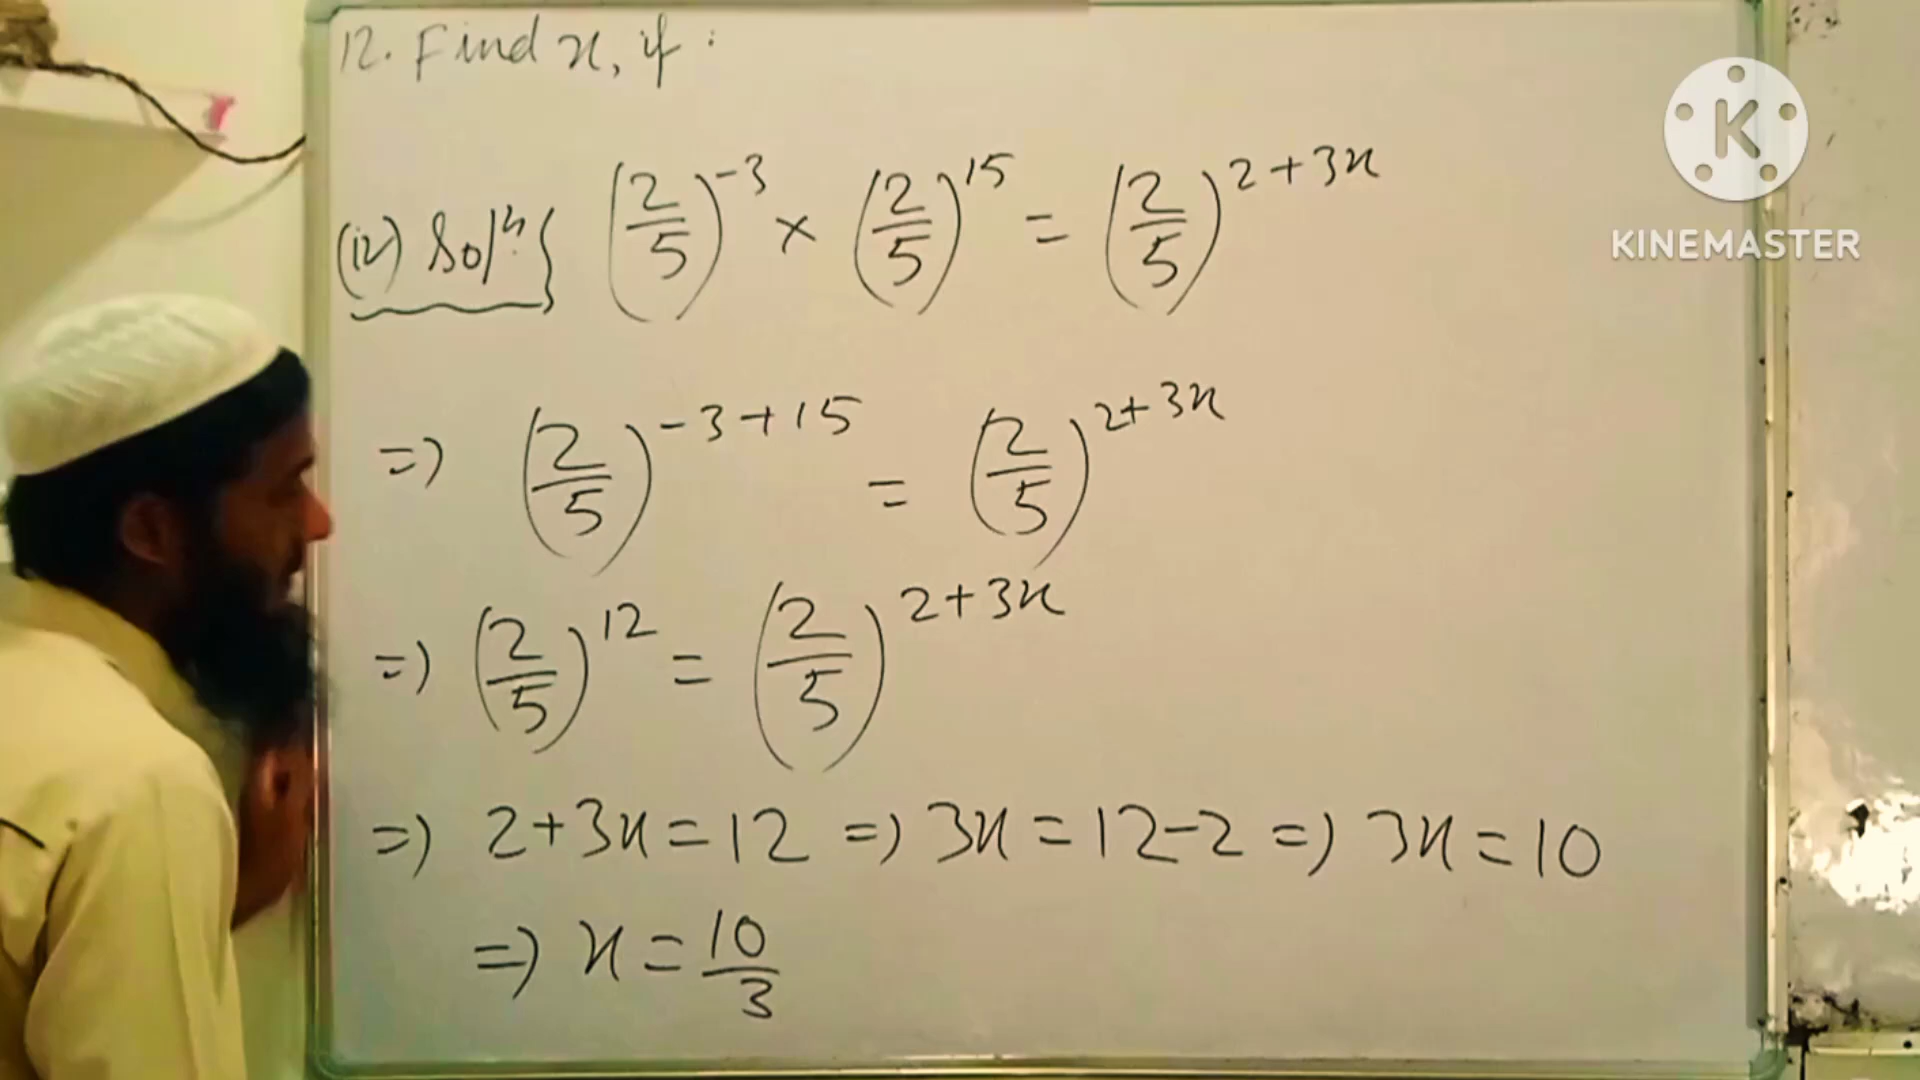 12. Find x, if :
(iv) Solⁿ { (2/5)^-3 × (2/5)^15 = (2/5)^2+3x
=> (2/5)^-3+15 = (2/5)^2+3x
=> (2/5)^12 = (2/5)^2+3x
=> 2+3x=12 => 3x=12-2 => 3x=10
=> x=10/3
K
KINEMASTER